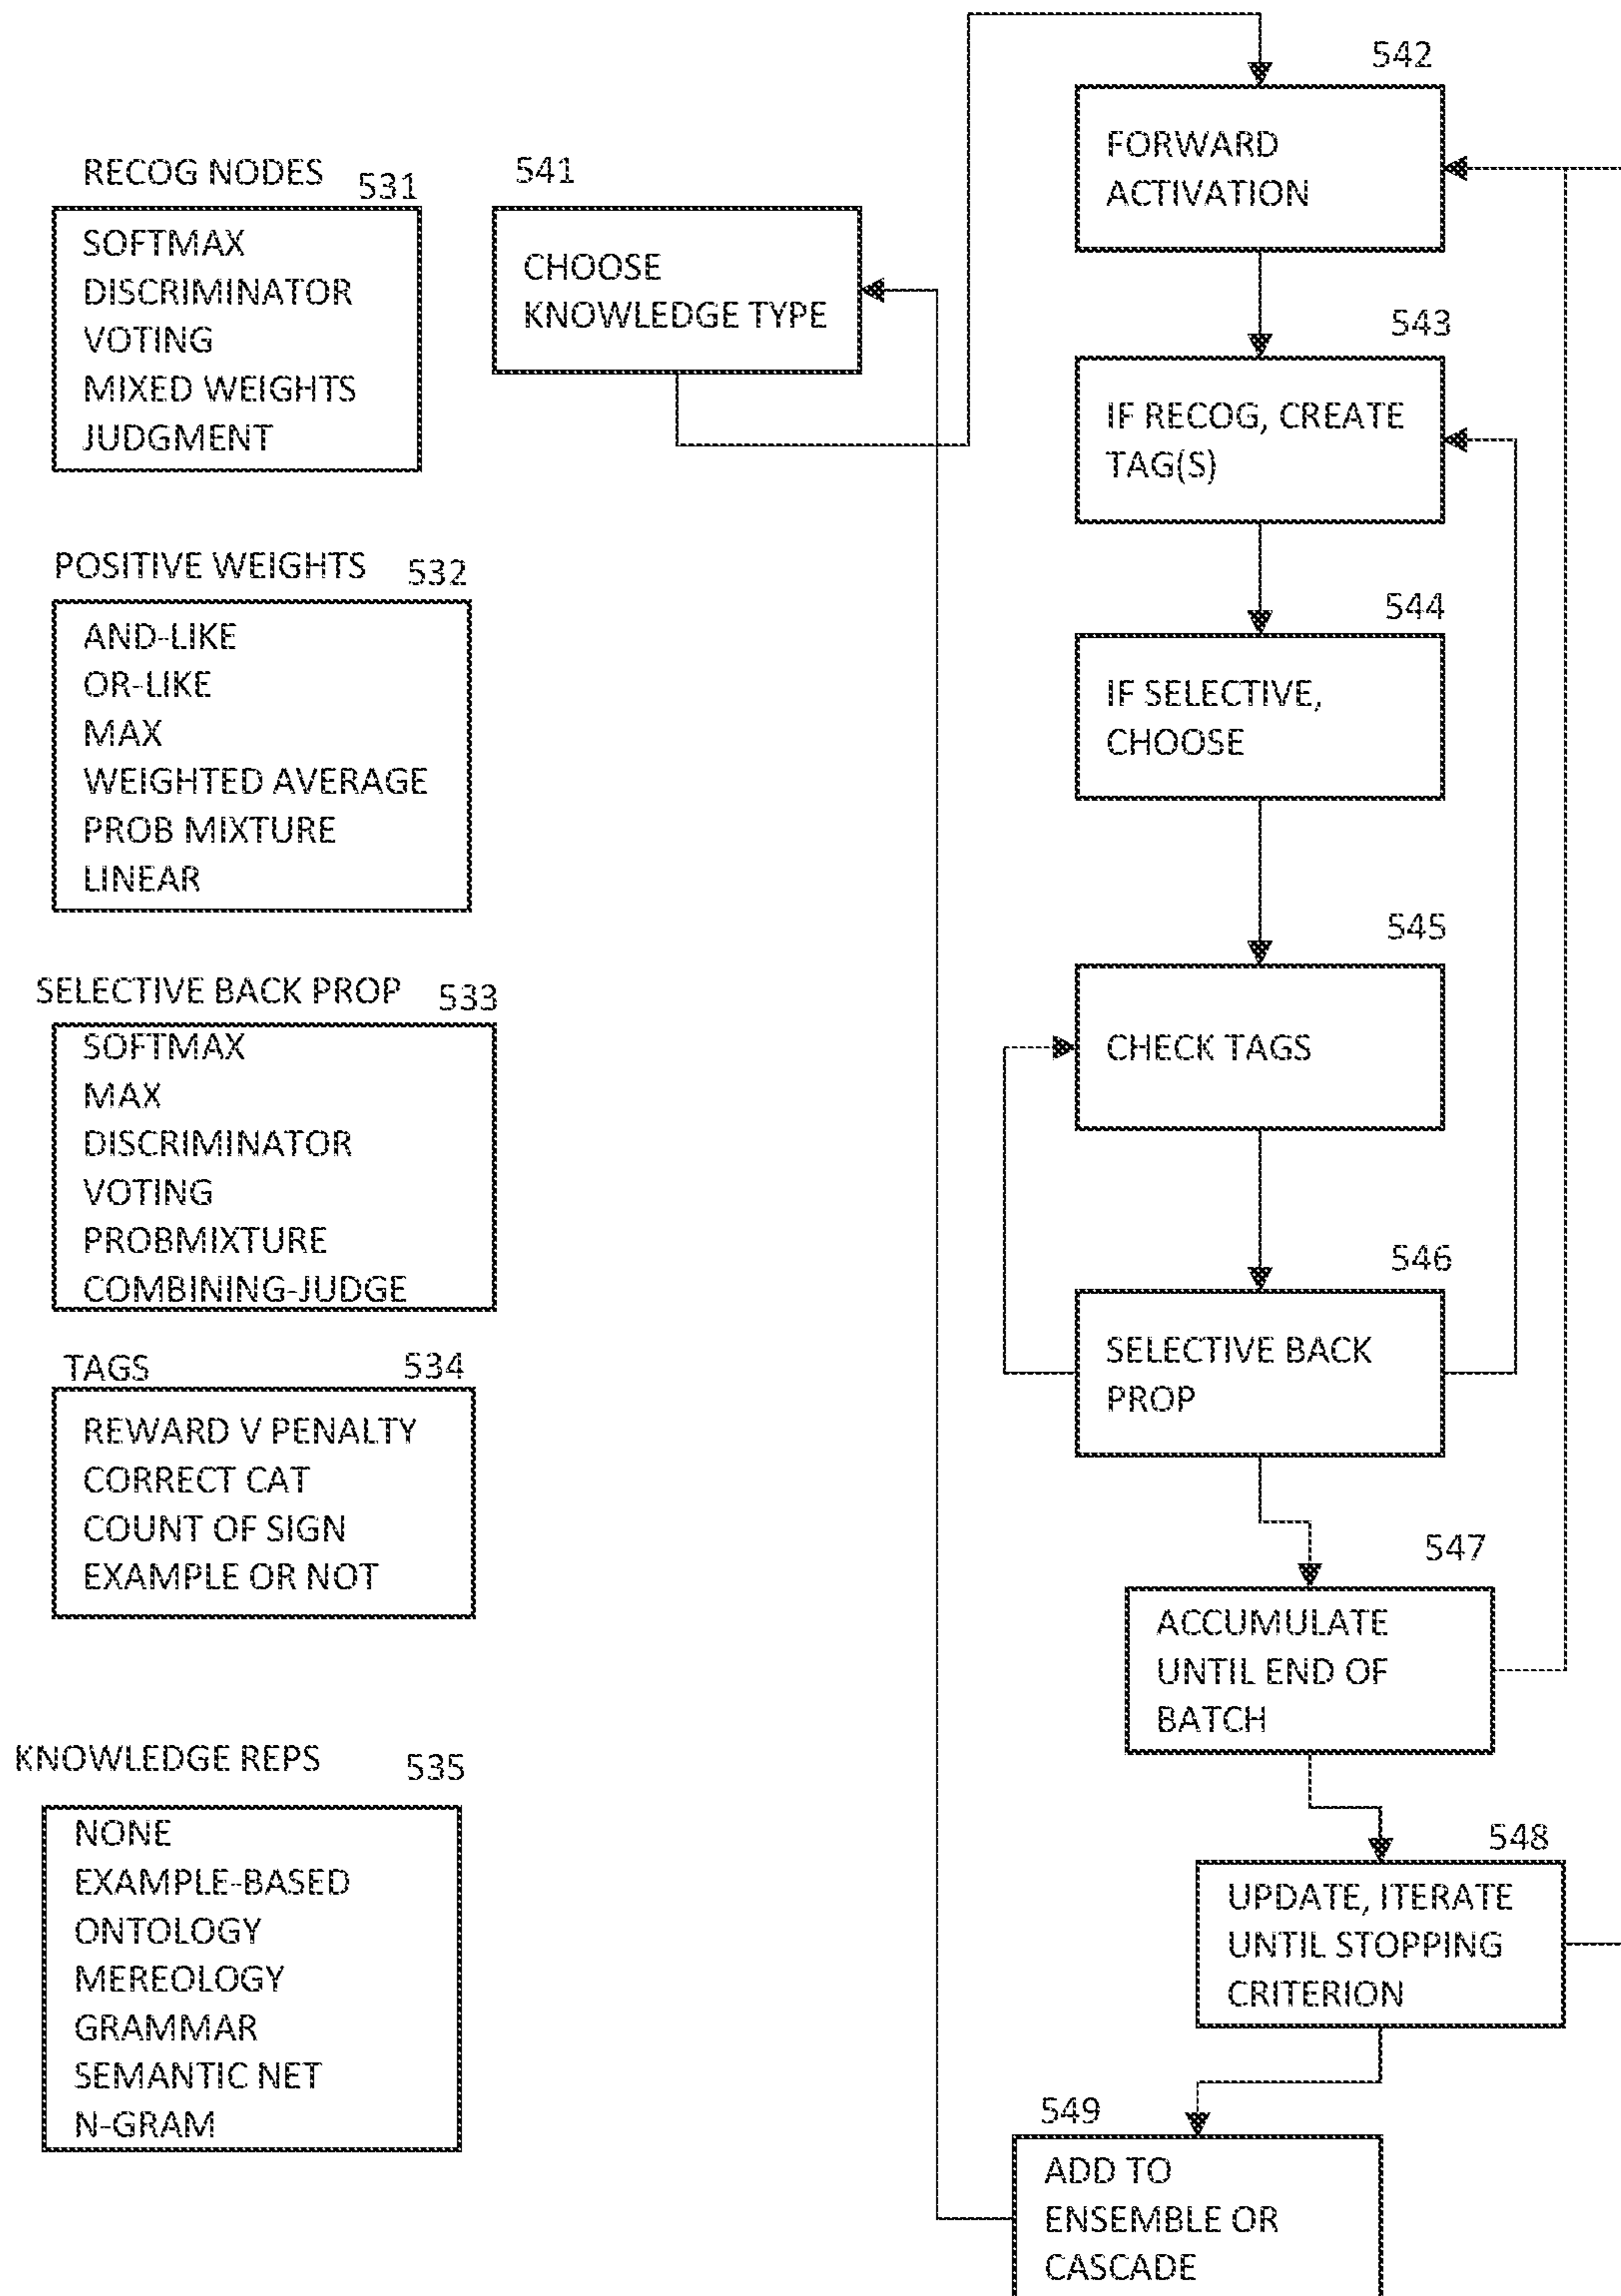 RECOG NODES
531
SOFTMAX
DISCRIMINATOR
VOTING
MIXED WEIGHTS
JUDGMENT
POSITIVE WEIGHTS
532
AND-LIKE
OR-LIKE
MAX
WEIGHTED AVERAGE
PROB MIXTURE
LINEAR
SELECTIVE BACK PROP
533
SOFTMAX
MAX
DISCRIMINATOR
VOTING
PROBMIXTURE
COMBINING-JUDGE
TAGS
534
REWARD V PENALTY
CORRECT CAT
COUNT OF SIGN
EXAMPLE OR NOT
KNOWLEDGE REPS
535
NONE
EXAMPLE-BASED
ONTOLOGY
MEREOLOGY
GRAMMAR
SEMANTIC NET
N-GRAM
541
CHOOSE
KNOWLEDGE TYPE
542
FORWARD
ACTIVATION
543
IF RECOG, CREATE
TAG(S)
544
IF SELECTIVE,
CHOOSE
545
CHECK TAGS
546
SELECTIVE BACK
PROP
547
ACCUMULATE
UNTIL END OF
BATCH
548
UPDATE, ITERATE
UNTIL STOPPING
CRITERION
549
ADD TO
ENSEMBLE OR
CASCADE